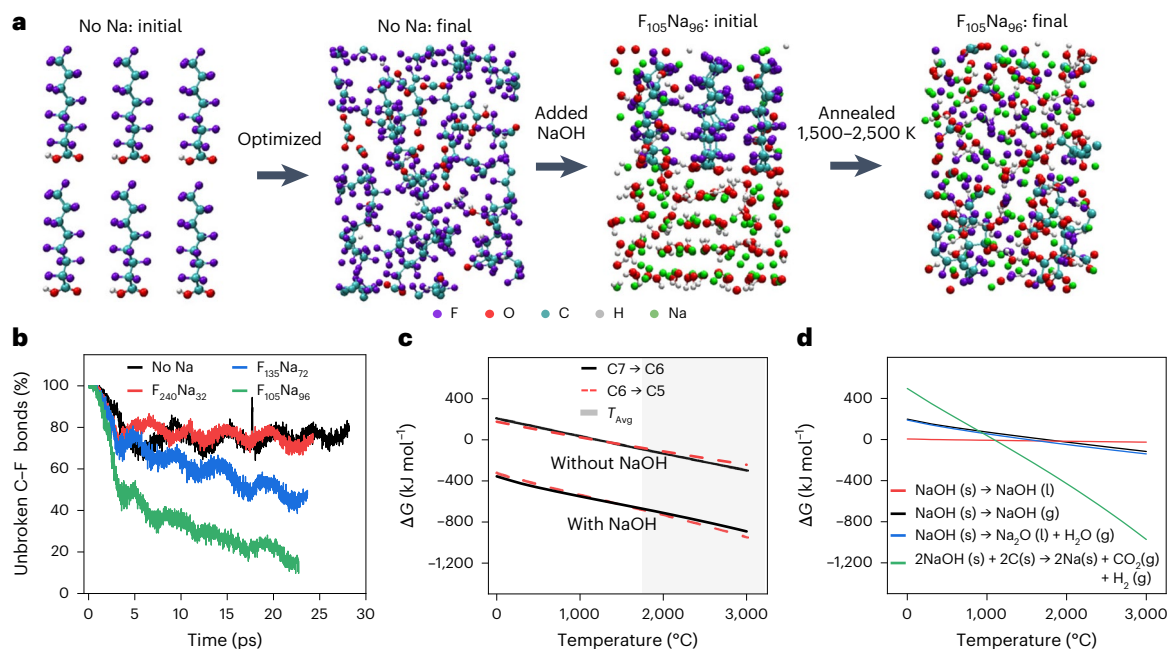 a
No Na: initial
No Na: final
F₁₀₅Na₉₆: initial
F₁₀₅Na₉₆: final
Optimized
Added
NaOH
Annealed
1,500–2,500 K
F
O
C
H
Na
b
Unbroken C–F bonds (%)
100
80
60
40
20
0
No Na
F₂₄₀Na₃₂
F₁₃₅Na₇₂
F₁₀₅Na₉₆
0
5
10
15
20
25
30
Time (ps)
c
ΔG (kJ mol⁻¹)
400
0
–400
–800
–1,200
C7 → C6
C6 → C5
T_Avg
Without NaOH
With NaOH
0
1,000
2,000
3,000
Temperature (°C)
d
ΔG (kJ mol⁻¹)
400
0
–400
–800
–1,200
NaOH (s) → NaOH (l)
NaOH (s) → NaOH (g)
NaOH (s) → Na₂O (l) + H₂O (g)
2NaOH (s) + 2C(s) → 2Na(s) + CO₂(g)
+ H₂ (g)
0
1,000
2,000
3,000
Temperature (°C)